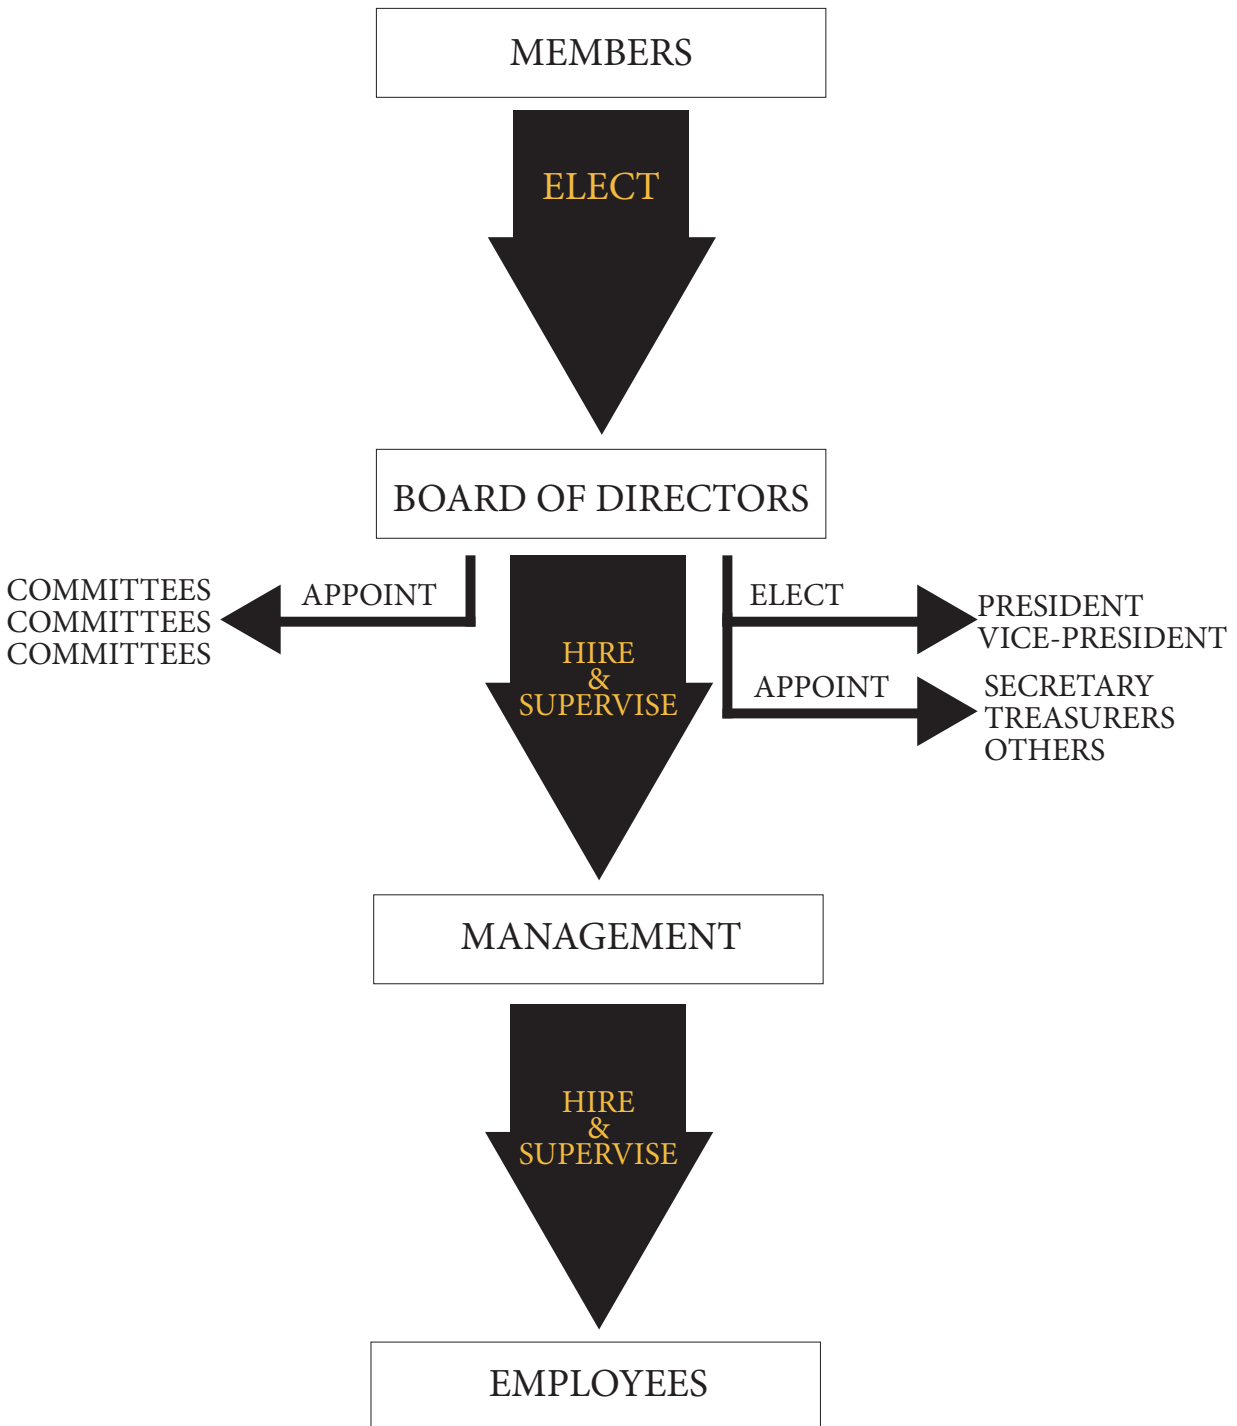 MEMBERS
ELECT
BOARD OF DIRECTORS
COMMITTEES
COMMITTEES
COMMITTEES
APPOINT
HIRE
&
SUPERVISE
ELECT
PRESIDENT
VICE-PRESIDENT
APPOINT
SECRETARY
TREASURERS
OTHERS
MANAGEMENT
HIRE
&
SUPERVISE
EMPLOYEES